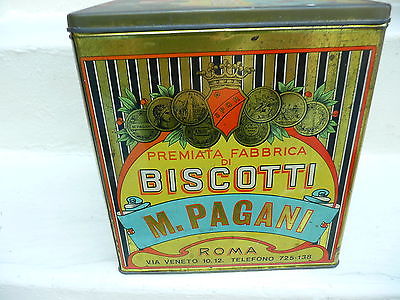 S.P.Q.R
PREMIATA FABBRICA
DI
BISCOTTI
M. PAGANI
ROMA
VIA VENETO 10.12. TELEFONO 725-138